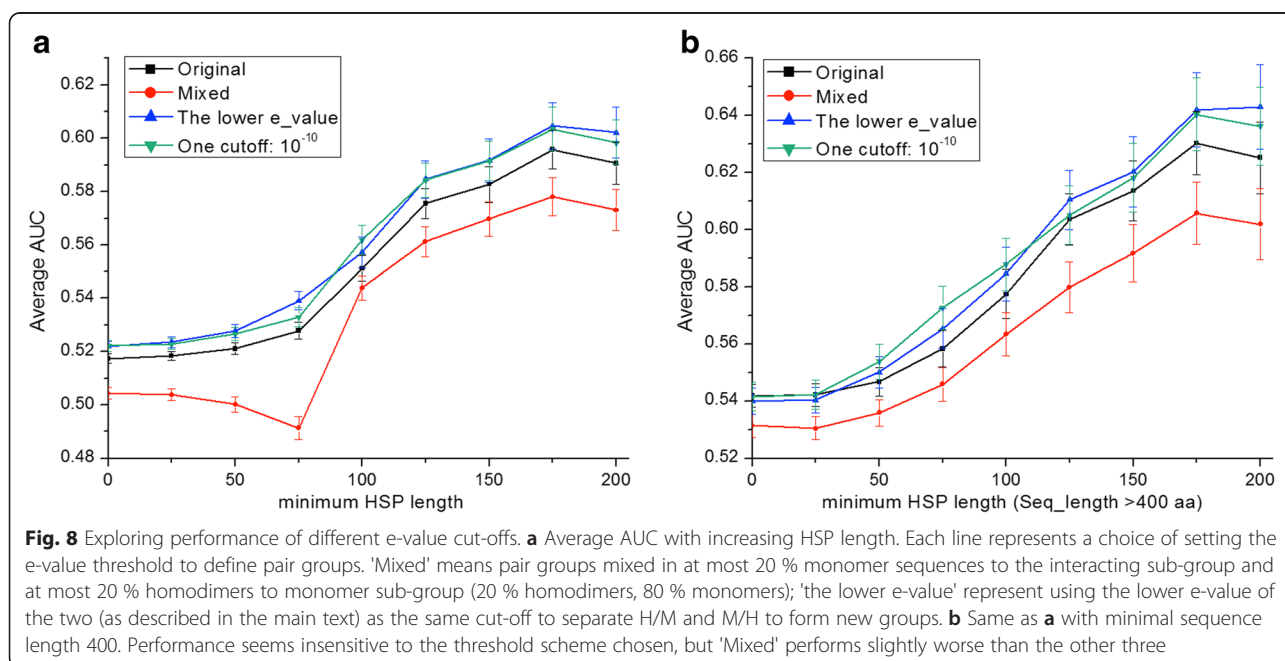 a
Original
Mixed
The lower e_value
One cutoff: 10⁻¹⁰
0.62
0.60
0.58
0.56
0.54
0.52
0.50
0.48
Average AUC
0
50
100
150
200
minimum HSP length
b
Original
Mixed
The lower e_value
One cutoff: 10⁻¹⁰
0.66
0.64
0.62
0.60
0.58
0.56
0.54
0.52
Average AUC
0
50
100
150
200
minimum HSP length (Seq_length >400 aa)
Fig. 8 Exploring performance of different e-value cut-offs. a Average AUC with increasing HSP length. Each line represents a choice of setting the
e-value threshold to define pair groups. 'Mixed' means pair groups mixed in at most 20 % monomer sequences to the interacting sub-group and
at most 20 % homodimers to monomer sub-group (20 % homodimers, 80 % monomers); 'the lower e-value' represent using the lower e-value of
the two (as described in the main text) as the same cut-off to separate H/M and M/H to form new groups. b Same as a with minimal sequence
length 400. Performance seems insensitive to the threshold scheme chosen, but 'Mixed' performs slightly worse than the other three